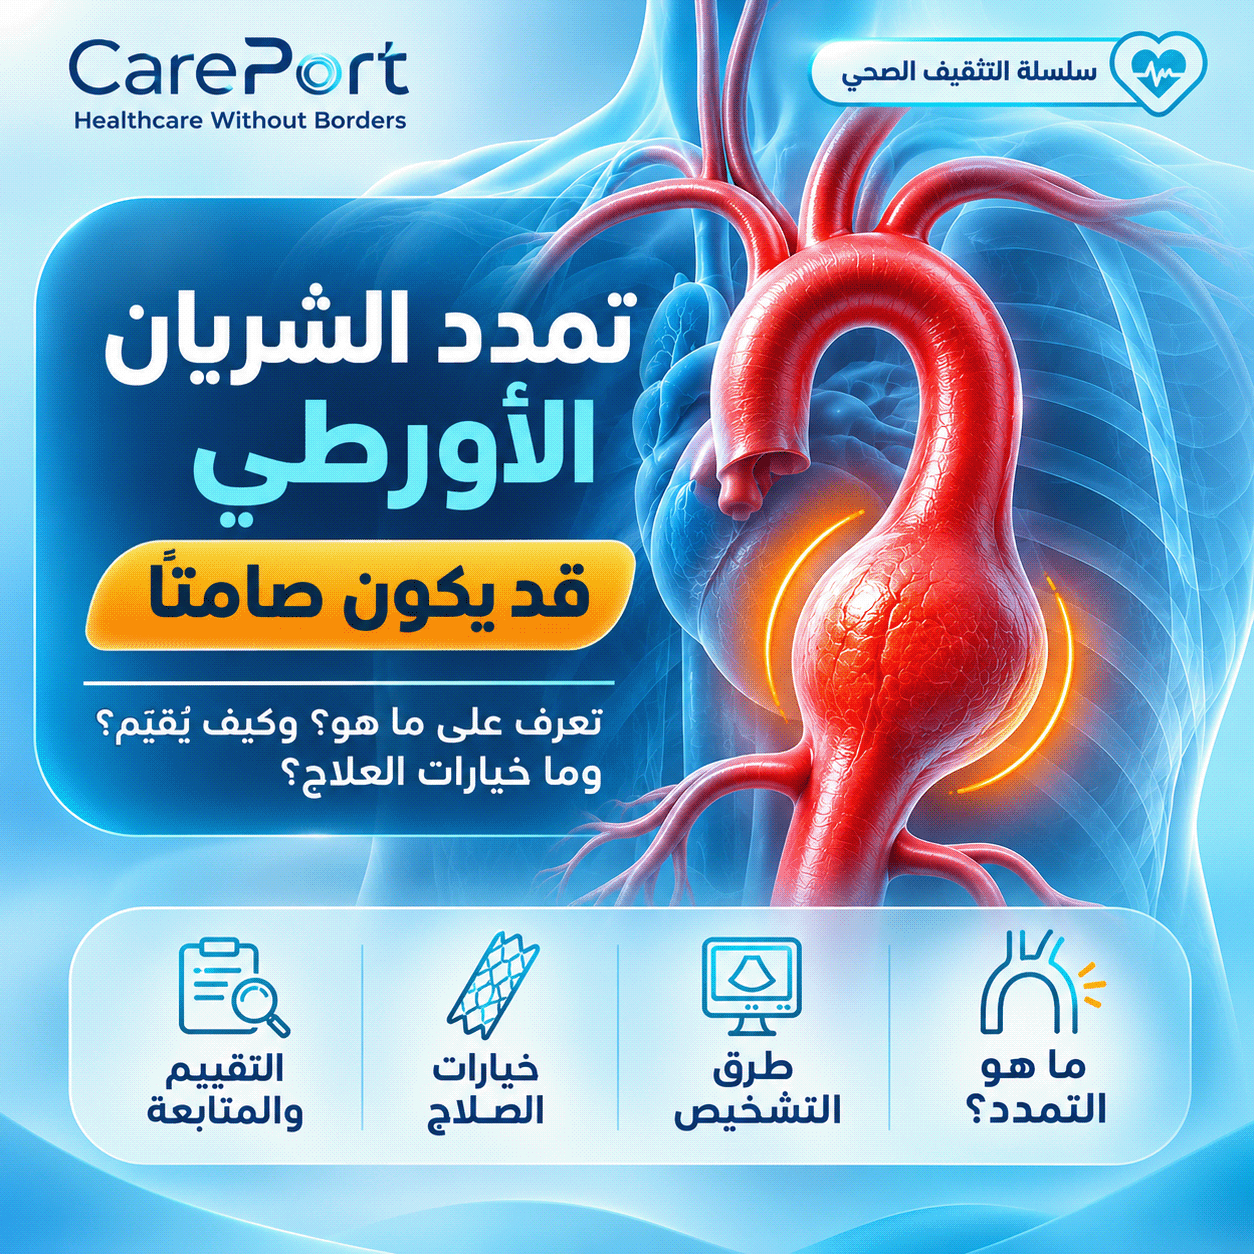 CarePort
Healthcare Without Borders
سلسلة التثقيف الصحي
تمدد الشريان
الأورطي
قد يكون صامتًا
تعرف على ما هو؟ وكيف يُقيَّم؟
وما خيارات العلاج؟
ما هو
التمدد؟
طرق
التشخيص
خيارات
الصلاج
التقييم
والمتابعة